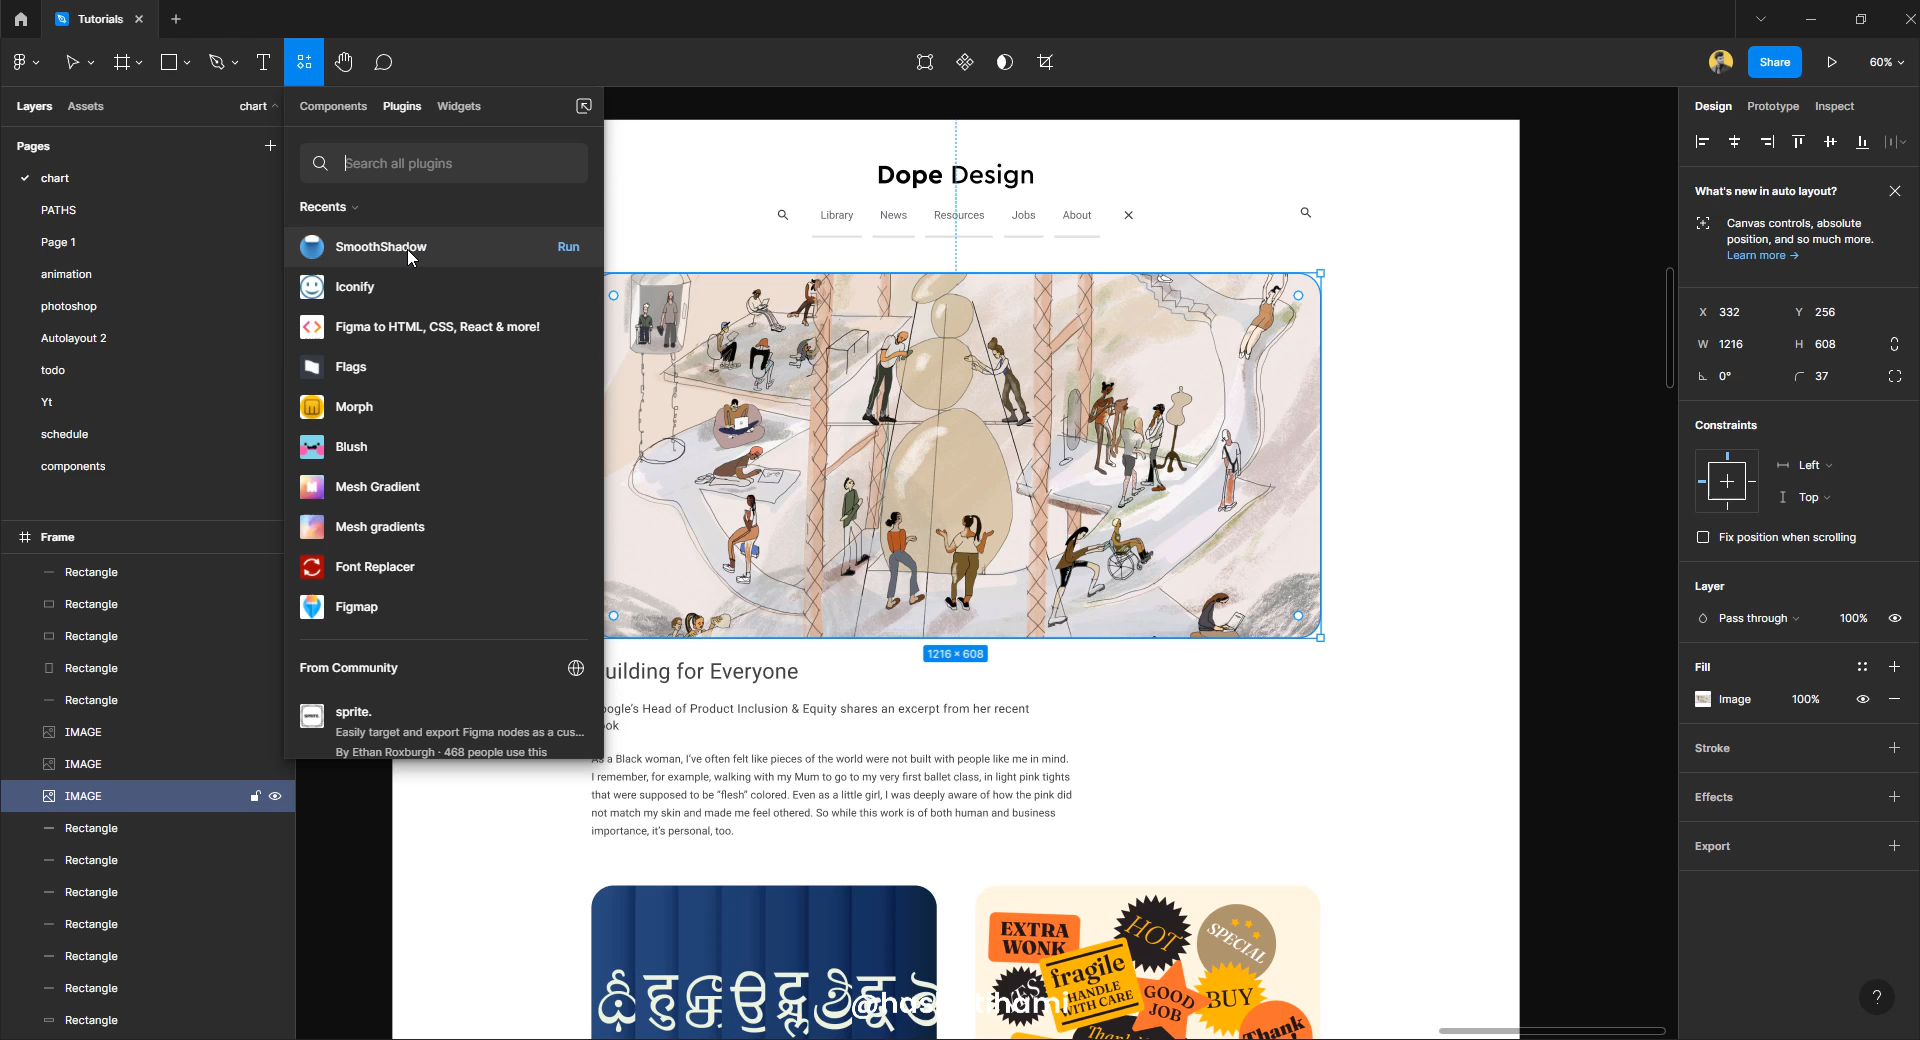 Tutorials
Share
60%
Layers Assets chart
Components Plugins Widgets
Design Prototype Inspect
Pages
chart
PATHS
Page 1
animation
photoshop
Autolayout 2
todo
Yt
schedule
components
Frame
Rectangle
Rectangle
Rectangle
Rectangle
Rectangle
IMAGE
IMAGE
IMAGE
Rectangle
Rectangle
Rectangle
Rectangle
Rectangle
Rectangle
Rectangle
Search all plugins
Recents
SmoothShadow Run
Iconify
Figma to HTML, CSS, React & more!
Flags
Morph
Blush
Mesh Gradient
Mesh gradients
Font Replacer
Figmap
From Community
sprite.
Easily target and export Figma nodes as a cus...
By Ethan Roxburgh · 468 people use this
Dope Design
Library News Resources Jobs About
1216 × 608
uilding for Everyone
oogle's Head of Product Inclusion & Equity shares an excerpt from her recent
ok
As a Black woman, I've often felt like pieces of the world were not built with people like me in mind.
I remember, for example, walking with my Mum to go to my very first ballet class, in light pink tights
that were supposed to be "flesh" colored. Even as a little girl, I was deeply aware of how the pink did
not match my skin and made me feel othered. So while this work is of both human and business
importance, it's personal, too.
EXTRA
WONK
HOT
SPECIAL
fragile
HANDLE
WITH CARE
GOOD
JOB
BUY
Thank
What's new in auto layout?
Canvas controls, absolute
position, and so much more.
Learn more →
X 332 Y 256
W 1216 H 608
0° 37
Constraints
Left
Top
Fix position when scrolling
Layer
Pass through 100%
Fill
Image 100%
Stroke
Effects
Export
?